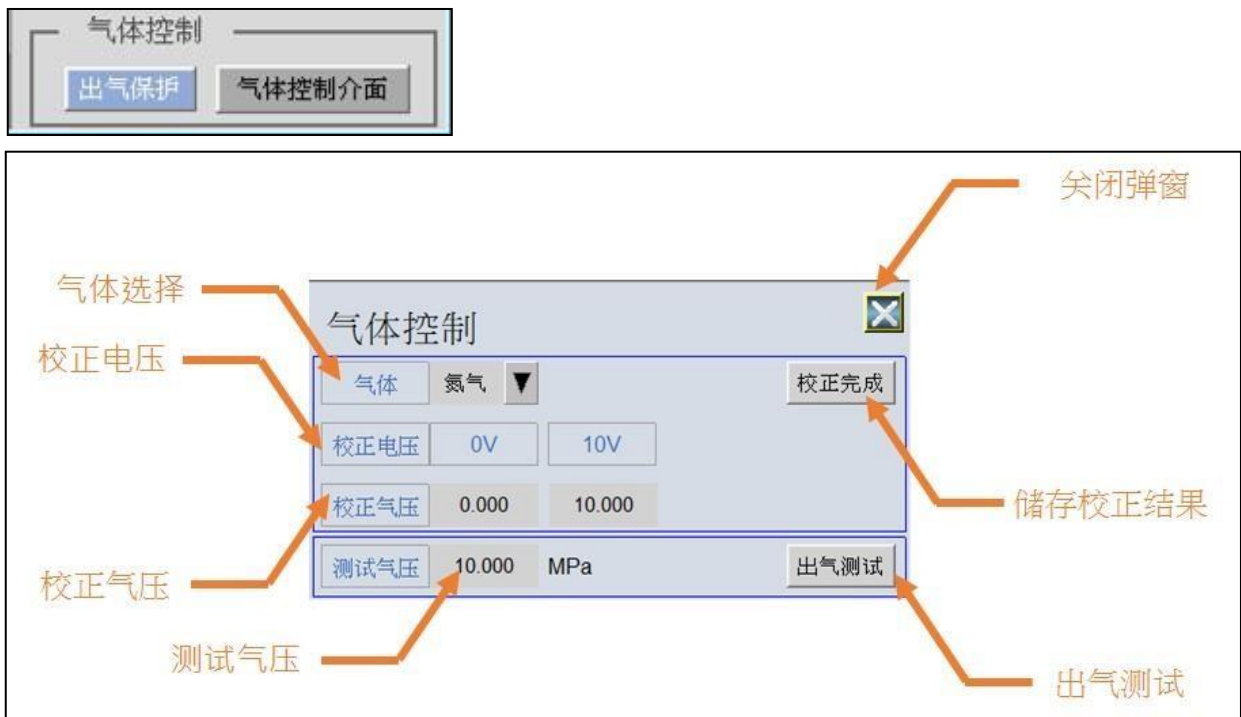 气体控制
出气保护 气体控制介面
关闭弹窗
气体选择
气体控制
校正电压
气体 氮气 ▼ 校正完成
校正电压 0V 10V
校正气压 0.000 10.000
储存校正结果
测试气压 10.000 MPa 出气测试
校正气压
测试气压
出气测试